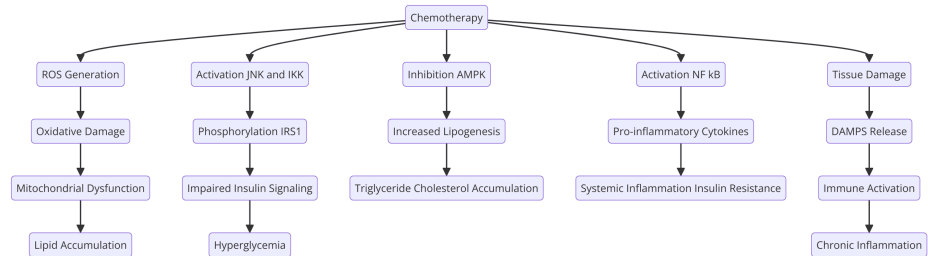 Chemotherapy
ROS Generation
Activation JNK and IKK
Inhibition AMPK
Activation NF kB
Tissue Damage
Oxidative Damage
Phosphorylation IRS1
Increased Lipogenesis
Pro-inflammatory Cytokines
DAMPS Release
Mitochondrial Dysfunction
Impaired Insulin Signaling
Triglyceride Cholesterol Accumulation
Systemic Inflammation Insulin Resistance
Immune Activation
Lipid Accumulation
Hyperglycemia
Chronic Inflammation